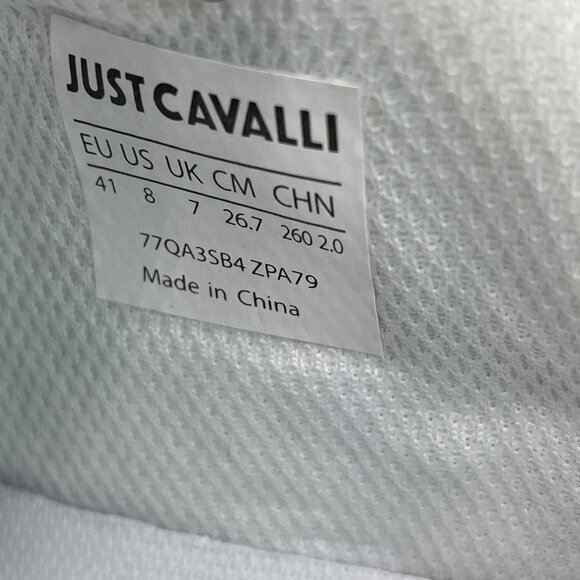 JUST CAVALLI
EU US UK CM CHN
41 8 7 26.7 260 2.0
77QA3SB4 ZPA79
Made in China